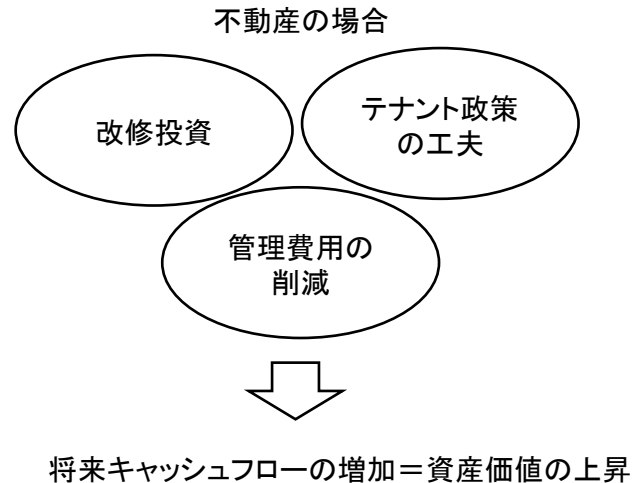 不動産の場合
改修投資
テナント政策
の工夫
管理費用の
削減
将来キャッシュフローの増加＝資産価値の上昇